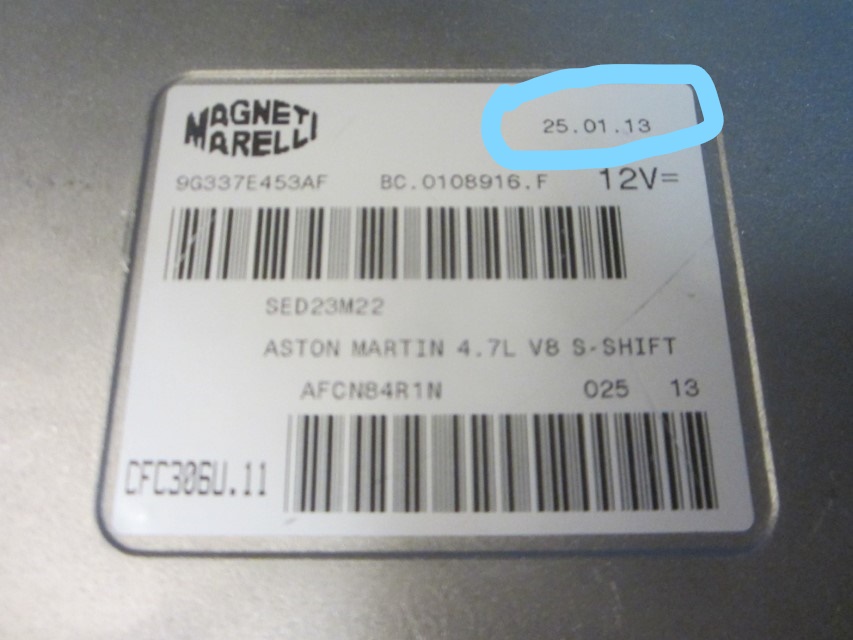 MAGNETI MARELLI
25.01.13
9G337E453AF BC.0108916.F 12V=
SED23M22
ASTON MARTIN 4.7L V8 S-SHIFT
AFCN84R1N 025 13
CFC306U.11